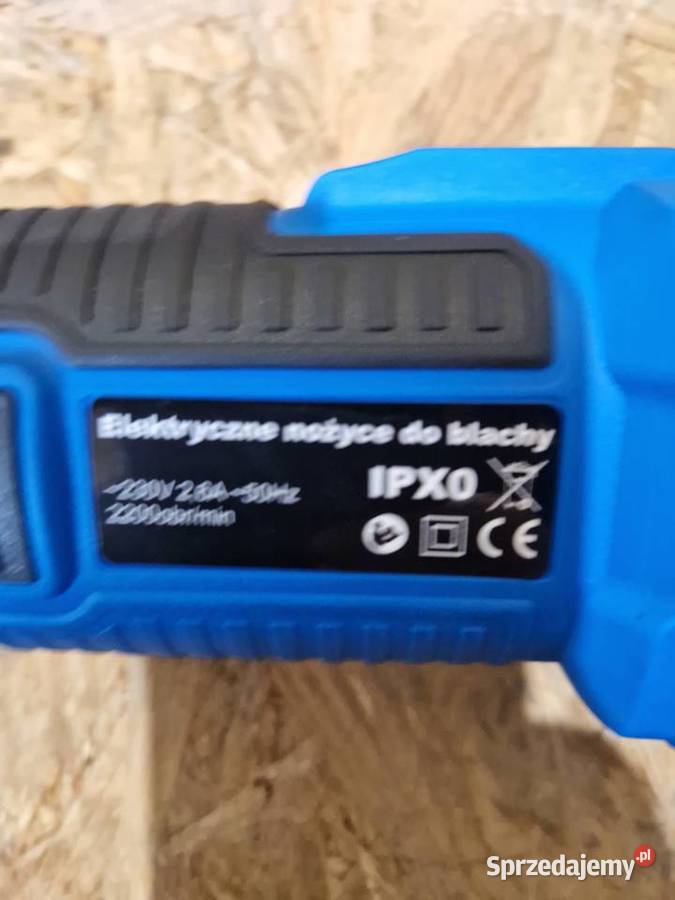 Elektryczne nożyce do blachy
~230V 2.6A ~50Hz
2200obr/min
IPX0
CE
Sprzedajemy.pl